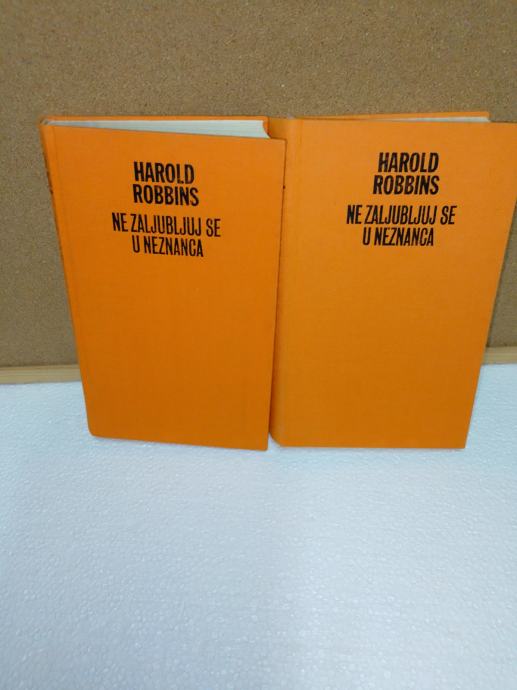 HAROLD
ROBBINS
NE ZALJUBLJUJ SE
U NEZNANCA
HAROLD
ROBBINS
NE ZALJUBLJUJ SE
U NEZNANCA